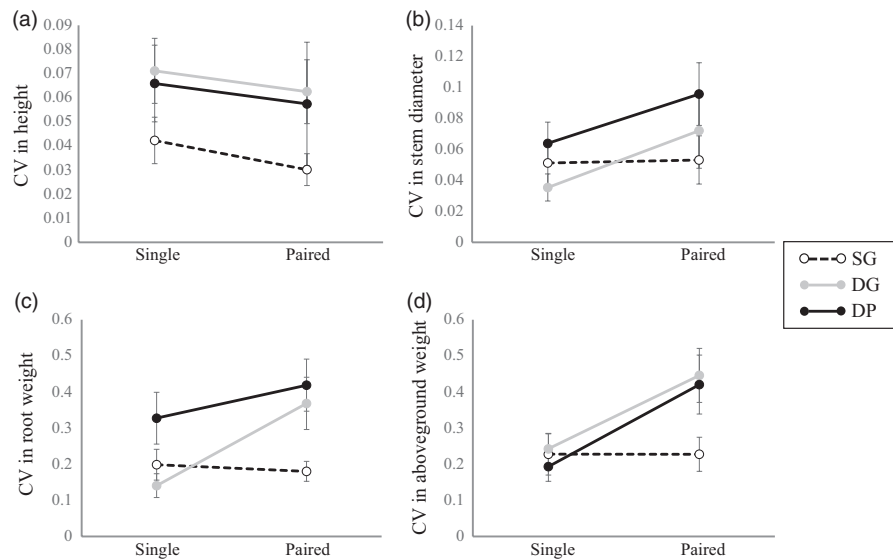 (a)
CV in height
0.09
0.08
0.07
0.06
0.05
0.04
0.03
0.02
0.01
0
Single Paired
(b)
CV in stem diameter
0.14
0.12
0.1
0.08
0.06
0.04
0.02
0
Single Paired
SG
DG
DP
(c)
CV in root weight
0.6
0.5
0.4
0.3
0.2
0.1
0
Single Paired
(d)
CV in aboveground weight
0.6
0.5
0.4
0.3
0.2
0.1
0
Single Paired